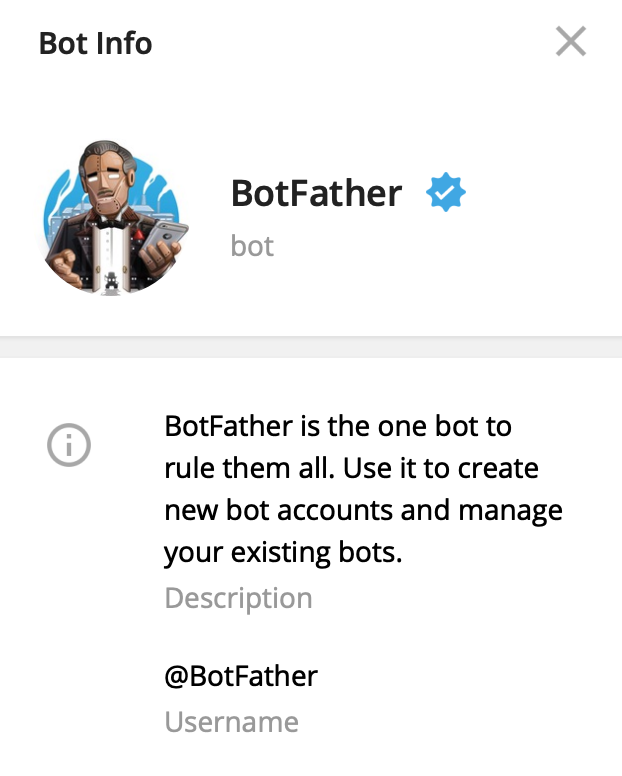 Bot Info
BotFather
bot
BotFather is the one bot to
rule them all. Use it to create
new bot accounts and manage
your existing bots.
Description
@BotFather
Username